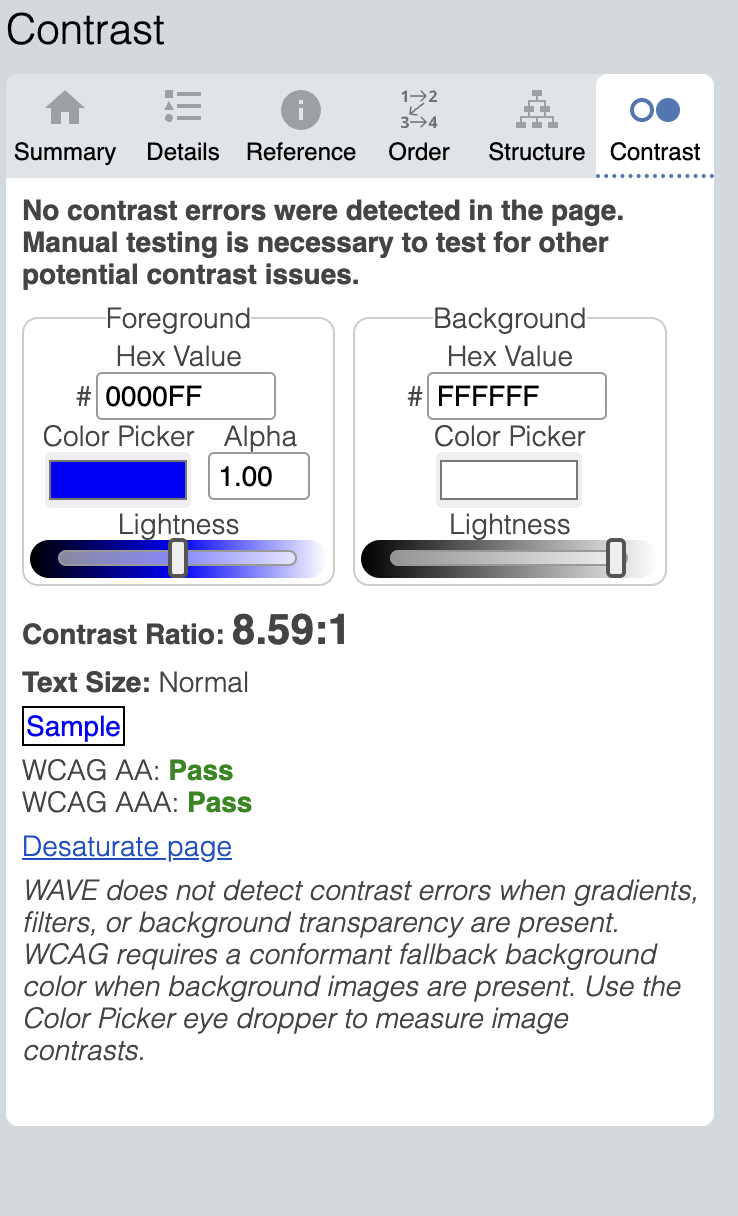 Contrast
Summary Details Reference Order Structure Contrast
1→2
3→4
No contrast errors were detected in the page.
Manual testing is necessary to test for other
potential contrast issues.
Foreground
Hex Value
# 0000FF
Color Picker Alpha
1.00
Lightness
Background
Hex Value
# FFFFFF
Color Picker
Lightness
Contrast Ratio: 8.59:1
Text Size: Normal
Sample
WCAG AA: Pass
WCAG AAA: Pass
Desaturate page
WAVE does not detect contrast errors when gradients,
filters, or background transparency are present.
WCAG requires a conformant fallback background
color when background images are present. Use the
Color Picker eye dropper to measure image
contrasts.